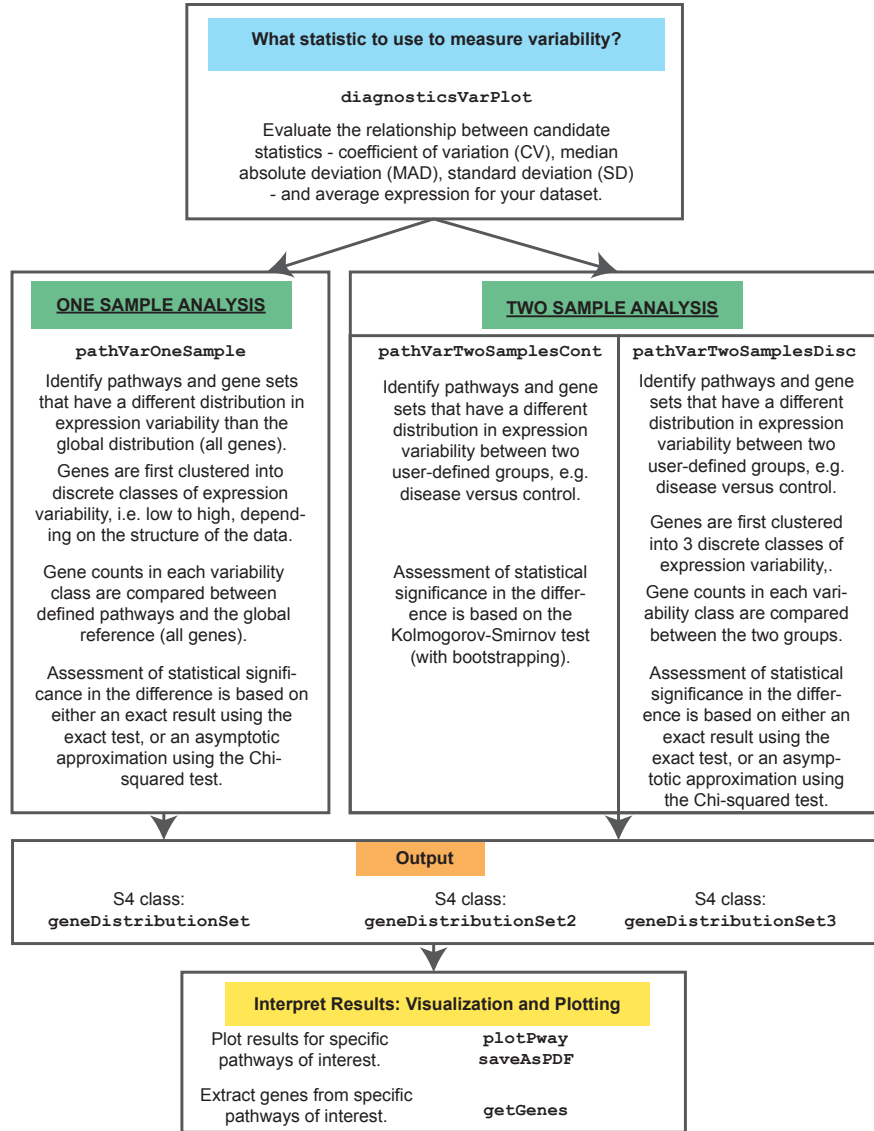 What statistic to use to measure variability?
diagnosticsVarPlot
Evaluate the relationship between candidate
statistics - coefficient of variation (CV), median
absolute deviation (MAD), standard deviation (SD)
- and average expression for your dataset.
ONE SAMPLE ANALYSIS
pathVarOneSample
Identify pathways and gene sets
that have a different distribution in
expression variability than the
global distribution (all genes).
Genes are first clustered into
discrete classes of expression
variability, i.e. low to high, depend-
ing on the structure of the data.
Gene counts in each variability
class are compared between
defined pathways and the global
reference (all genes).
Assessment of statistical signifi-
cance in the difference is based on
either an exact result using the
exact test, or an asymptotic
approximation using the Chi-
squared test.
TWO SAMPLE ANALYSIS
pathVarTwoSamplesCont
Identify pathways and gene
sets that have a different
distribution in expression
variability between two
user-defined groups, e.g.
disease versus control.
Assessment of statistical
significance in the differ-
ence is based on the
Kolmogorov-Smirnov test
(with bootstrapping).
pathVarTwoSamplesDisc
Identify pathways and gene
sets that have a different
distribution in expression
variability between two
user-defined groups, e.g.
disease versus control.
Genes are first clustered
into 3 discrete classes of
expression variability,.
Gene counts in each vari-
ability class are compared
between the two groups.
Assessment of statistical
significance in the differ-
ence is based on either an
exact result using the
exact test, or an asymp-
totic approximation using
the Chi-squared test.
Output
S4 class:
geneDistributionSet
S4 class:
geneDistributionSet2
S4 class:
geneDistributionSet3
Interpret Results: Visualization and Plotting
Plot results for specific
pathways of interest.
plotPway
saveAsPDF
Extract genes from specific
pathways of interest.
getGenes